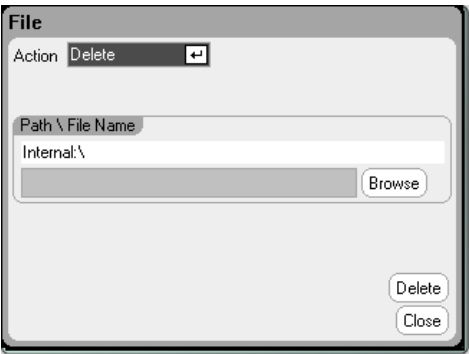 File
Action Delete
Path \ File Name
Internal:\
Browse
Delete
Close